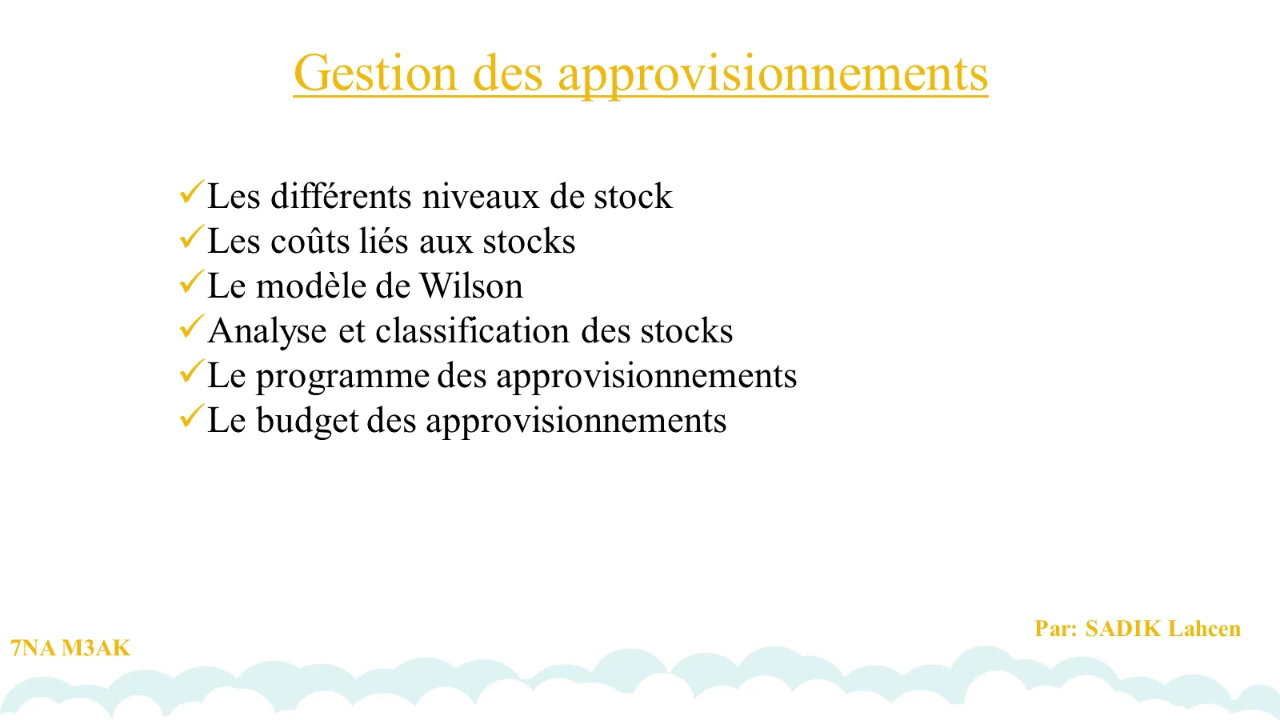 Gestion des approvisionnements
Les différents niveaux de stock
Les coûts liés aux stocks
Le modèle de Wilson
Analyse et classification des stocks
Le programme des approvisionnements
Le budget des approvisionnements
Par: SADIK Lahcen
7NA M3AK